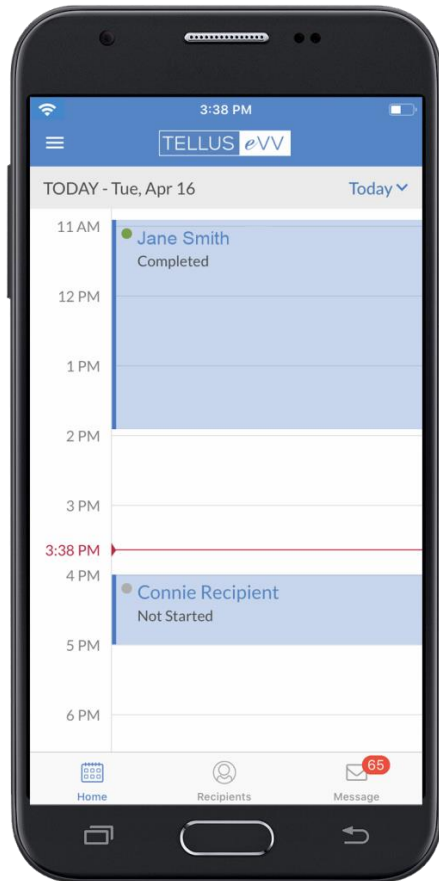 3:38 PM
TELLUS eVV
TODAY - Tue, Apr 16 Today
11 AM
Jane Smith
Completed
12 PM
1 PM
2 PM
3 PM
3:38 PM
4 PM
Connie Recipient
Not Started
5 PM
6 PM
65
Home Recipients Message